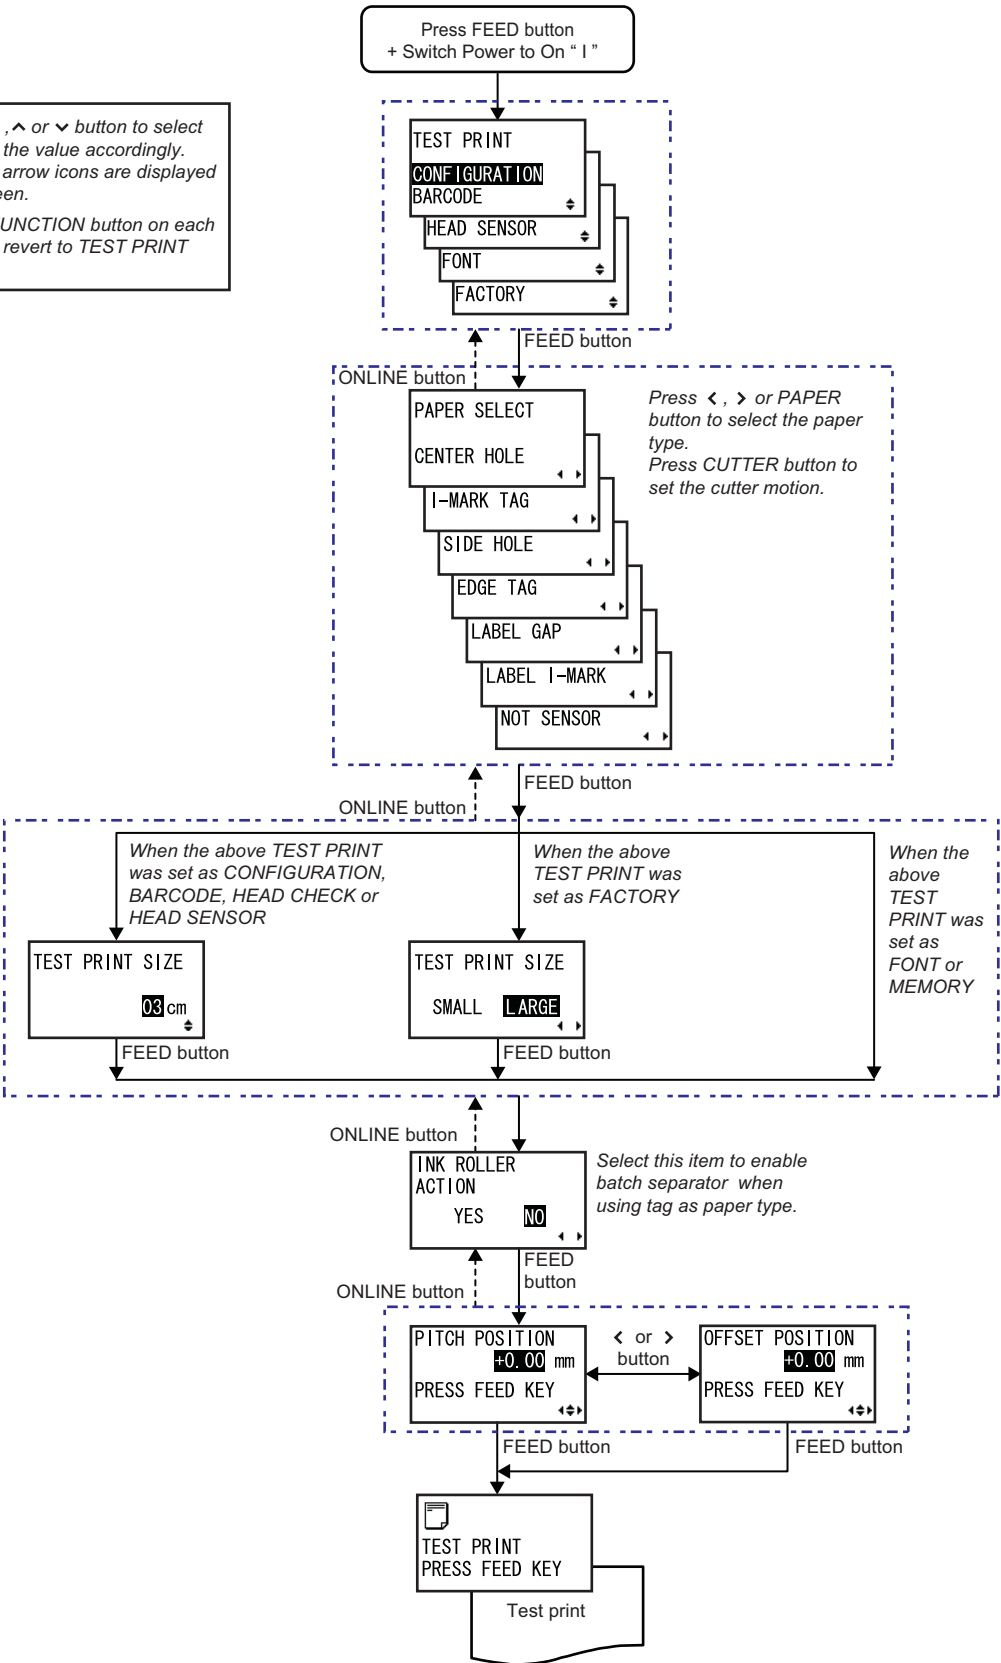 Press FEED button
+ Switch Power to On “ I ”
, or button to select
the value accordingly.
arrow icons are displayed
UNCTION button on each
revert to TEST PRINT
TEST PRINT
CONFIGURATION
BARCODE
HEAD SENSOR
FONT
FACTORY
FEED button
ONLINE button
PAPER SELECT
CENTER HOLE
I-MARK TAG
SIDE HOLE
EDGE TAG
LABEL GAP
LABEL I-MARK
NOT SENSOR
Press < , > or PAPER
button to select the paper
type.
Press CUTTER button to
set the cutter motion.
FEED button
ONLINE button
When the above TEST PRINT
was set as CONFIGURATION,
BARCODE, HEAD CHECK or
HEAD SENSOR
When the above
TEST PRINT was
set as FACTORY
When the
above
TEST
PRINT was
set as
FONT or
MEMORY
TEST PRINT SIZE
03 cm
TEST PRINT SIZE
SMALL LARGE
FEED button
FEED button
ONLINE button
INK ROLLER
ACTION
YES NO
Select this item to enable
batch separator when
using tag as paper type.
FEED
button
ONLINE button
PITCH POSITION
+0.00 mm
PRESS FEED KEY
< or >
button
OFFSET POSITION
+0.00 mm
PRESS FEED KEY
FEED button
FEED button
TEST PRINT
PRESS FEED KEY
Test print